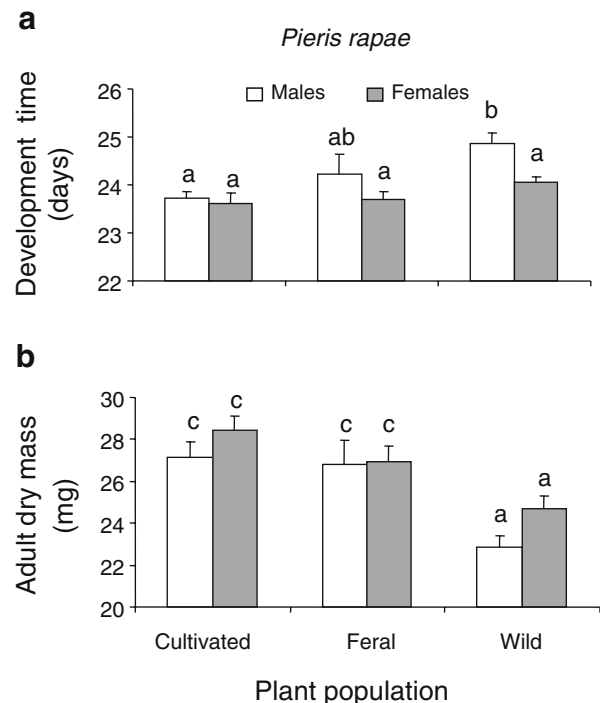 a
Pieris rapae
Development time
(days)
26
25
24
23
22
Males
Females
a
a
ab
a
b
a
b
Adult dry mass
(mg)
30
28
26
24
22
20
c
c
c
c
a
a
Cultivated
Feral
Wild
Plant population